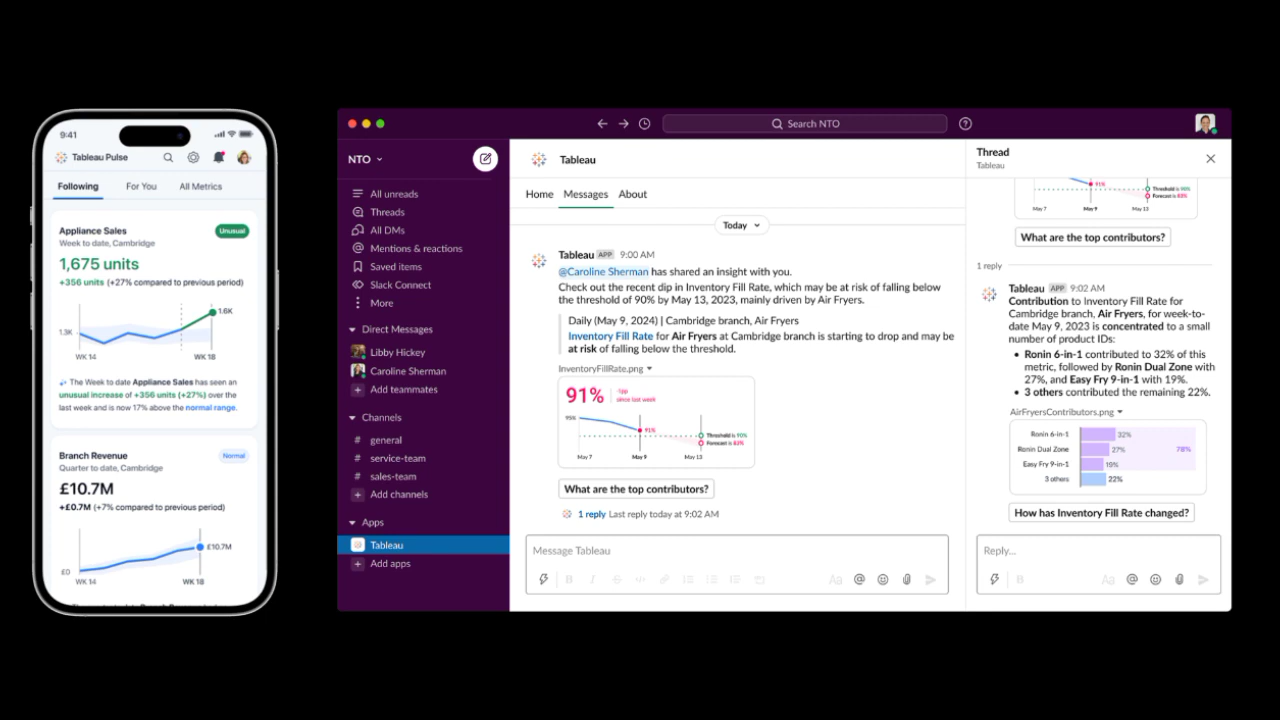 9:41
Tableau Pulse
Following For You All Metrics
Appliance Sales Unusual
Week to date, Cambridge
1,675 units
+356 units (+27% compared to previous period)
1.6K
1.3K
WK 14 WK 18
The Week to date Appliance Sales has seen an
unusual increase of +356 units (+27%) over the
last week and is now 17% above the normal range.
Branch Revenue Normal
Quarter to date, Cambridge
£10.7M
+£0.7M (+7% compared to previous period)
£10.7M
£0
WK 14 WK 18
Search NTO
NTO
All unreads
Threads
All DMs
Mentions & reactions
Saved items
Slack Connect
More
Direct Messages
Libby Hickey
Caroline Sherman
Add teammates
Channels
# general
# service-team
# sales-team
Add channels
Apps
Tableau
Add apps
Tableau
Home Messages About
Today
Tableau APP 9:00 AM
@Caroline Sherman has shared an insight with you.
Check out the recent dip in Inventory Fill Rate, which may be at risk of falling below
the threshold of 90% by May 13, 2023, mainly driven by Air Fryers.
Daily (May 9, 2024) | Cambridge branch, Air Fryers
Inventory Fill Rate for Air Fryers at Cambridge branch is starting to drop and may be
at risk of falling below the threshold.
InventoryFillRate.png
91%
since last week
95%
91%
Threshold is 90%
Forecast is 83%
May 7 May 9 May 13
What are the top contributors?
1 reply Last reply today at 9:02 AM
Message Tableau
B I S Aa @
Thread
Tableau
91%
Threshold is 90%
Forecast is 83%
May 7 May 9 May 13
What are the top contributors?
1 reply
Tableau APP 9:02 AM
Contribution to Inventory Fill Rate for
Cambridge branch, Air Fryers, for week-to-
date May 9, 2023 is concentrated to a small
number of product IDs:
• Ronin 6-in-1 contributed to 32% of this
metric, followed by Ronin Dual Zone with
27%, and Easy Fry 9-in-1 with 19%.
• 3 others contributed the remaining 22%.
AirFryersContributors.png
Ronin 6-in-1 32%
Ronin Dual Zone 27% 78%
Easy Fry 9-in-1 19%
3 others 22%
How has Inventory Fill Rate changed?
Reply...
B Aa @